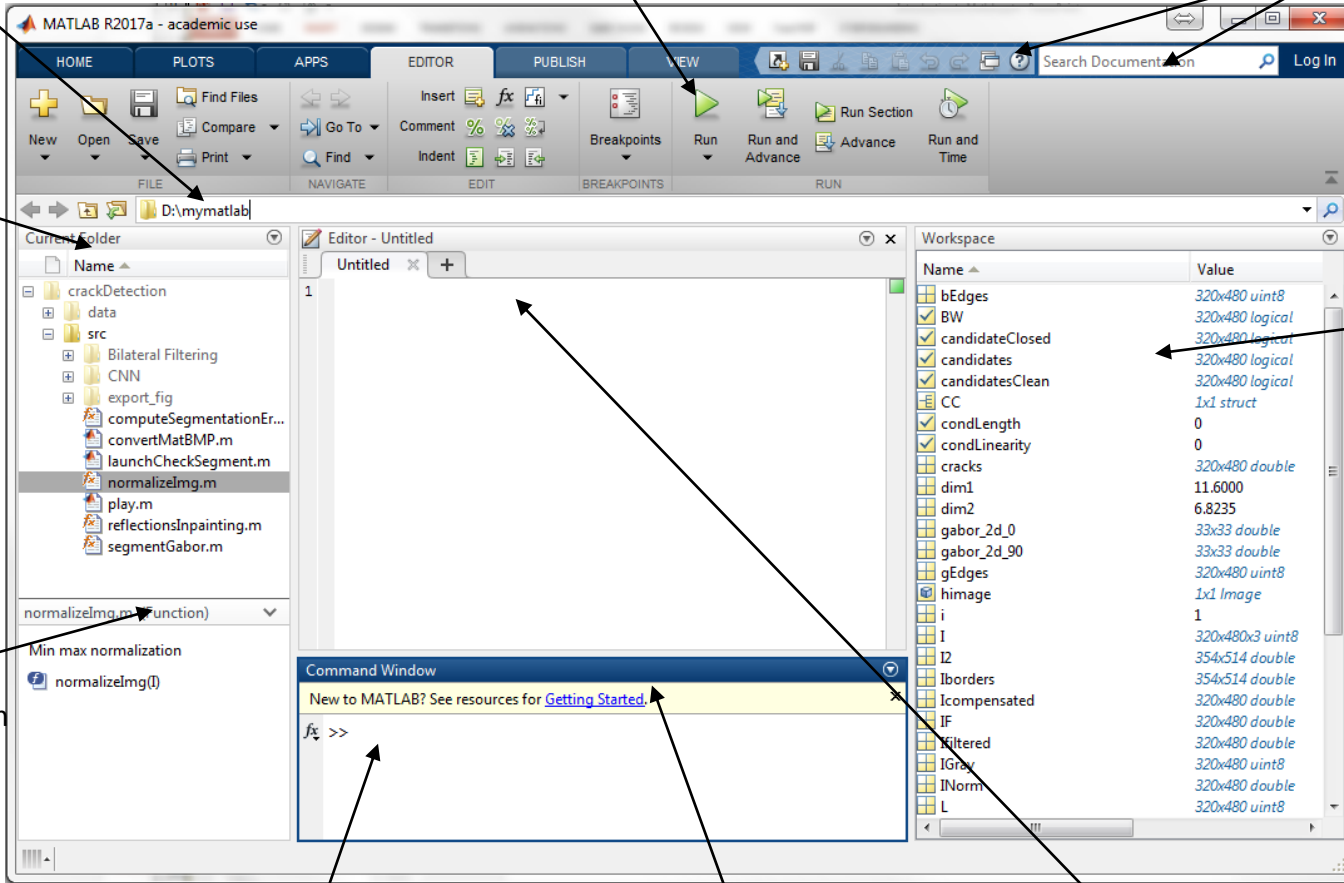 MATLAB R2017a - academic use
HOME PLOTS APPS EDITOR PUBLISH VIEW Search Documentation Log In
New Open Save Find Files Compare Print
FILE
Go To Find
NAVIGATE
Insert fx fi
Comment % %
Indent
EDIT
Breakpoints
BREAKPOINTS
Run Run and Advance Run Section Advance Run and Time
RUN
D:\mymatlab
Current Folder
Name
crackDetection
data
src
Bilateral Filtering
CNN
export_fig
computeSegmentationEr...
convertMatBMP.m
launchCheckSegment.m
normalizeImg.m
play.m
reflectionsInpainting.m
segmentGabor.m
normalizeImg.m (Function)
Min max normalization
normalizeImg(I)
n
Editor - Untitled
Untitled +
1
Command Window
New to MATLAB? See resources for Getting Started.
fx >>
Workspace
Name Value
bEdges 320x480 uint8
BW 320x480 logical
candidateClosed 320x480 logical
candidates 320x480 logical
candidatesClean 320x480 logical
CC 1x1 struct
condLength 0
condLinearity 0
cracks 320x480 double
dim1 11.6000
dim2 6.8235
gabor_2d_0 33x33 double
gabor_2d_90 33x33 double
gEdges 320x480 uint8
himage 1x1 Image
i 1
I 320x480x3 uint8
I2 354x514 double
Iborders 354x514 double
Icompensated 320x480 double
IF 320x480 double
Ifiltered 320x480 double
IGray 320x480 uint8
INorm 320x480 double
L 320x480 uint8